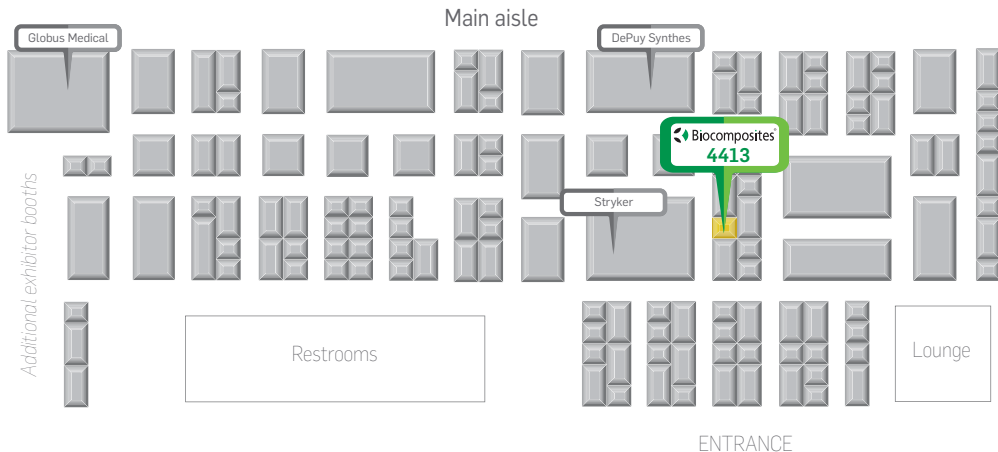 Main aisle
Globus Medical
DePuy Synthes
Biocomposites®
4413
Stryker
Additional exhibitor booths
Restrooms
Lounge
ENTRANCE